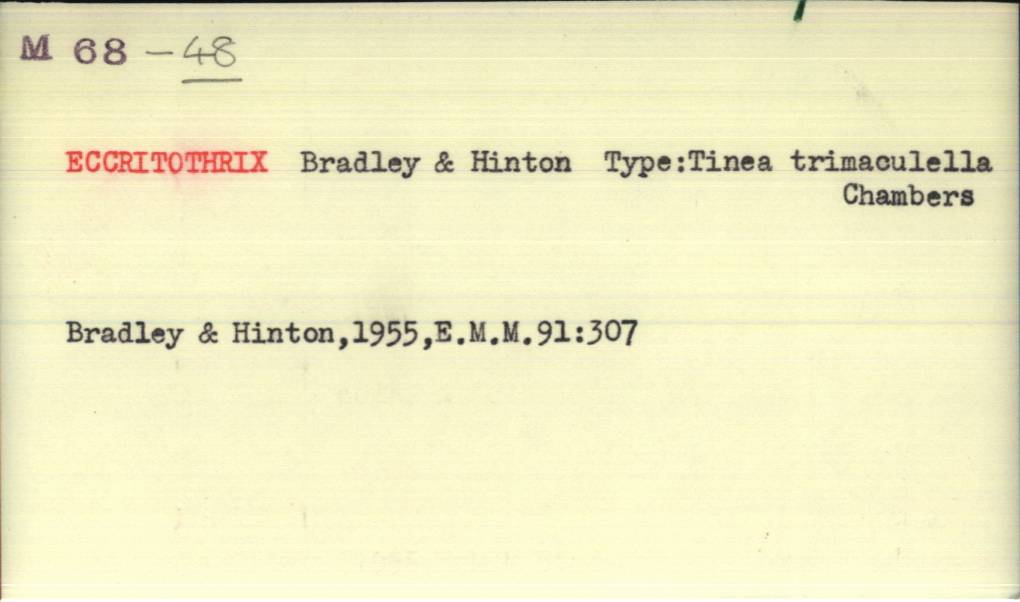 M 68 - 48
ECCRITOTHRIX Bradley & Hinton Type:Tinea trimaculella
Chambers
Bradley & Hinton,1955,E.M.M.91:307